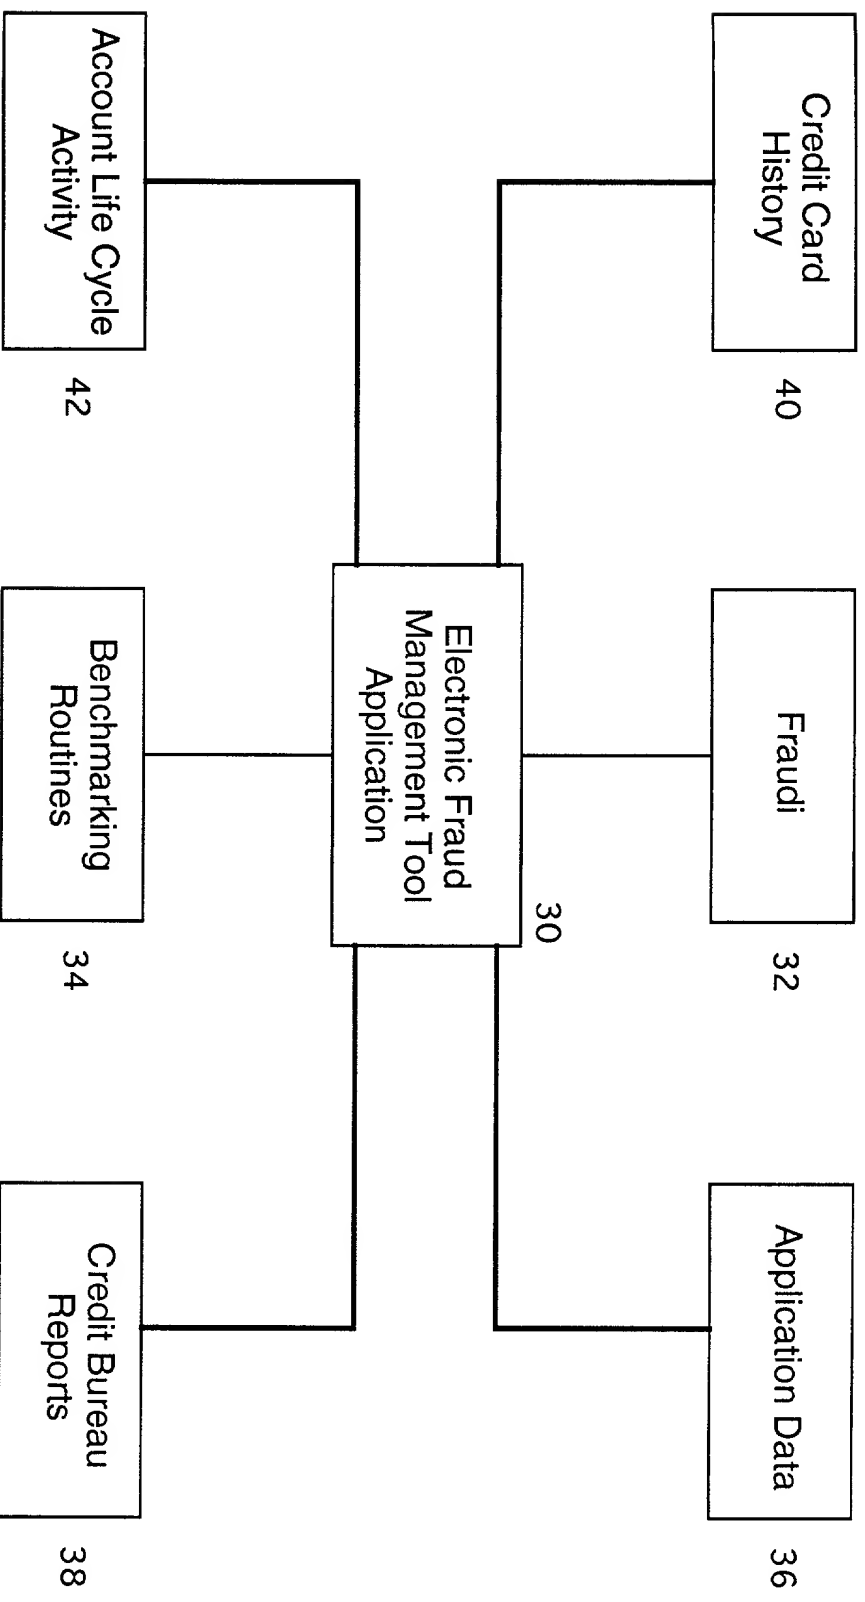 Credit Card
History
40
Fraudi
32
Application Data
36
Electronic Fraud
Management Tool
Application
30
Account Life Cycle
Activity
42
Benchmarking
Routines
34
Credit Bureau
Reports
38